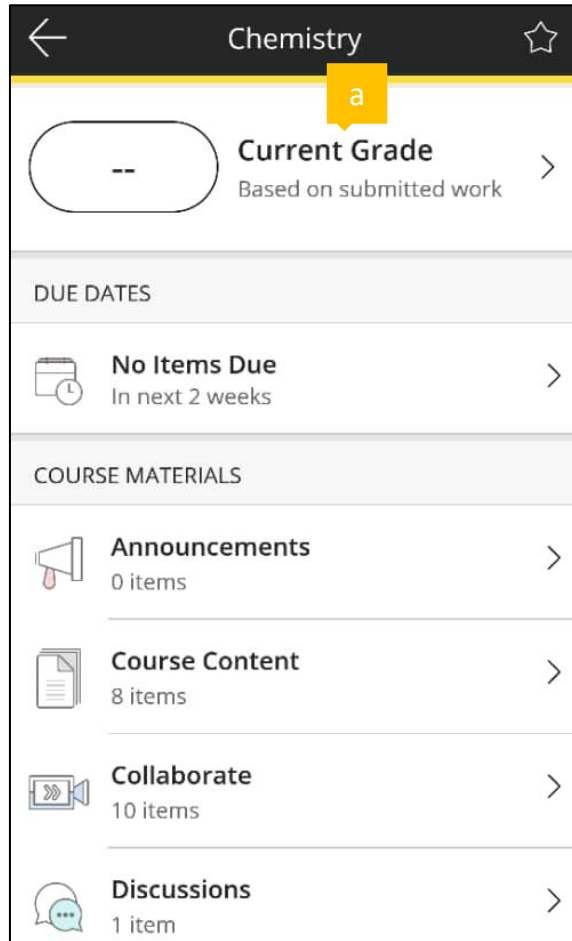 Chemistry
a
Current Grade
--
Based on submitted work
DUE DATES
No Items Due
In next 2 weeks
COURSE MATERIALS
Announcements
0 items
Course Content
8 items
Collaborate
10 items
Discussions
1 item